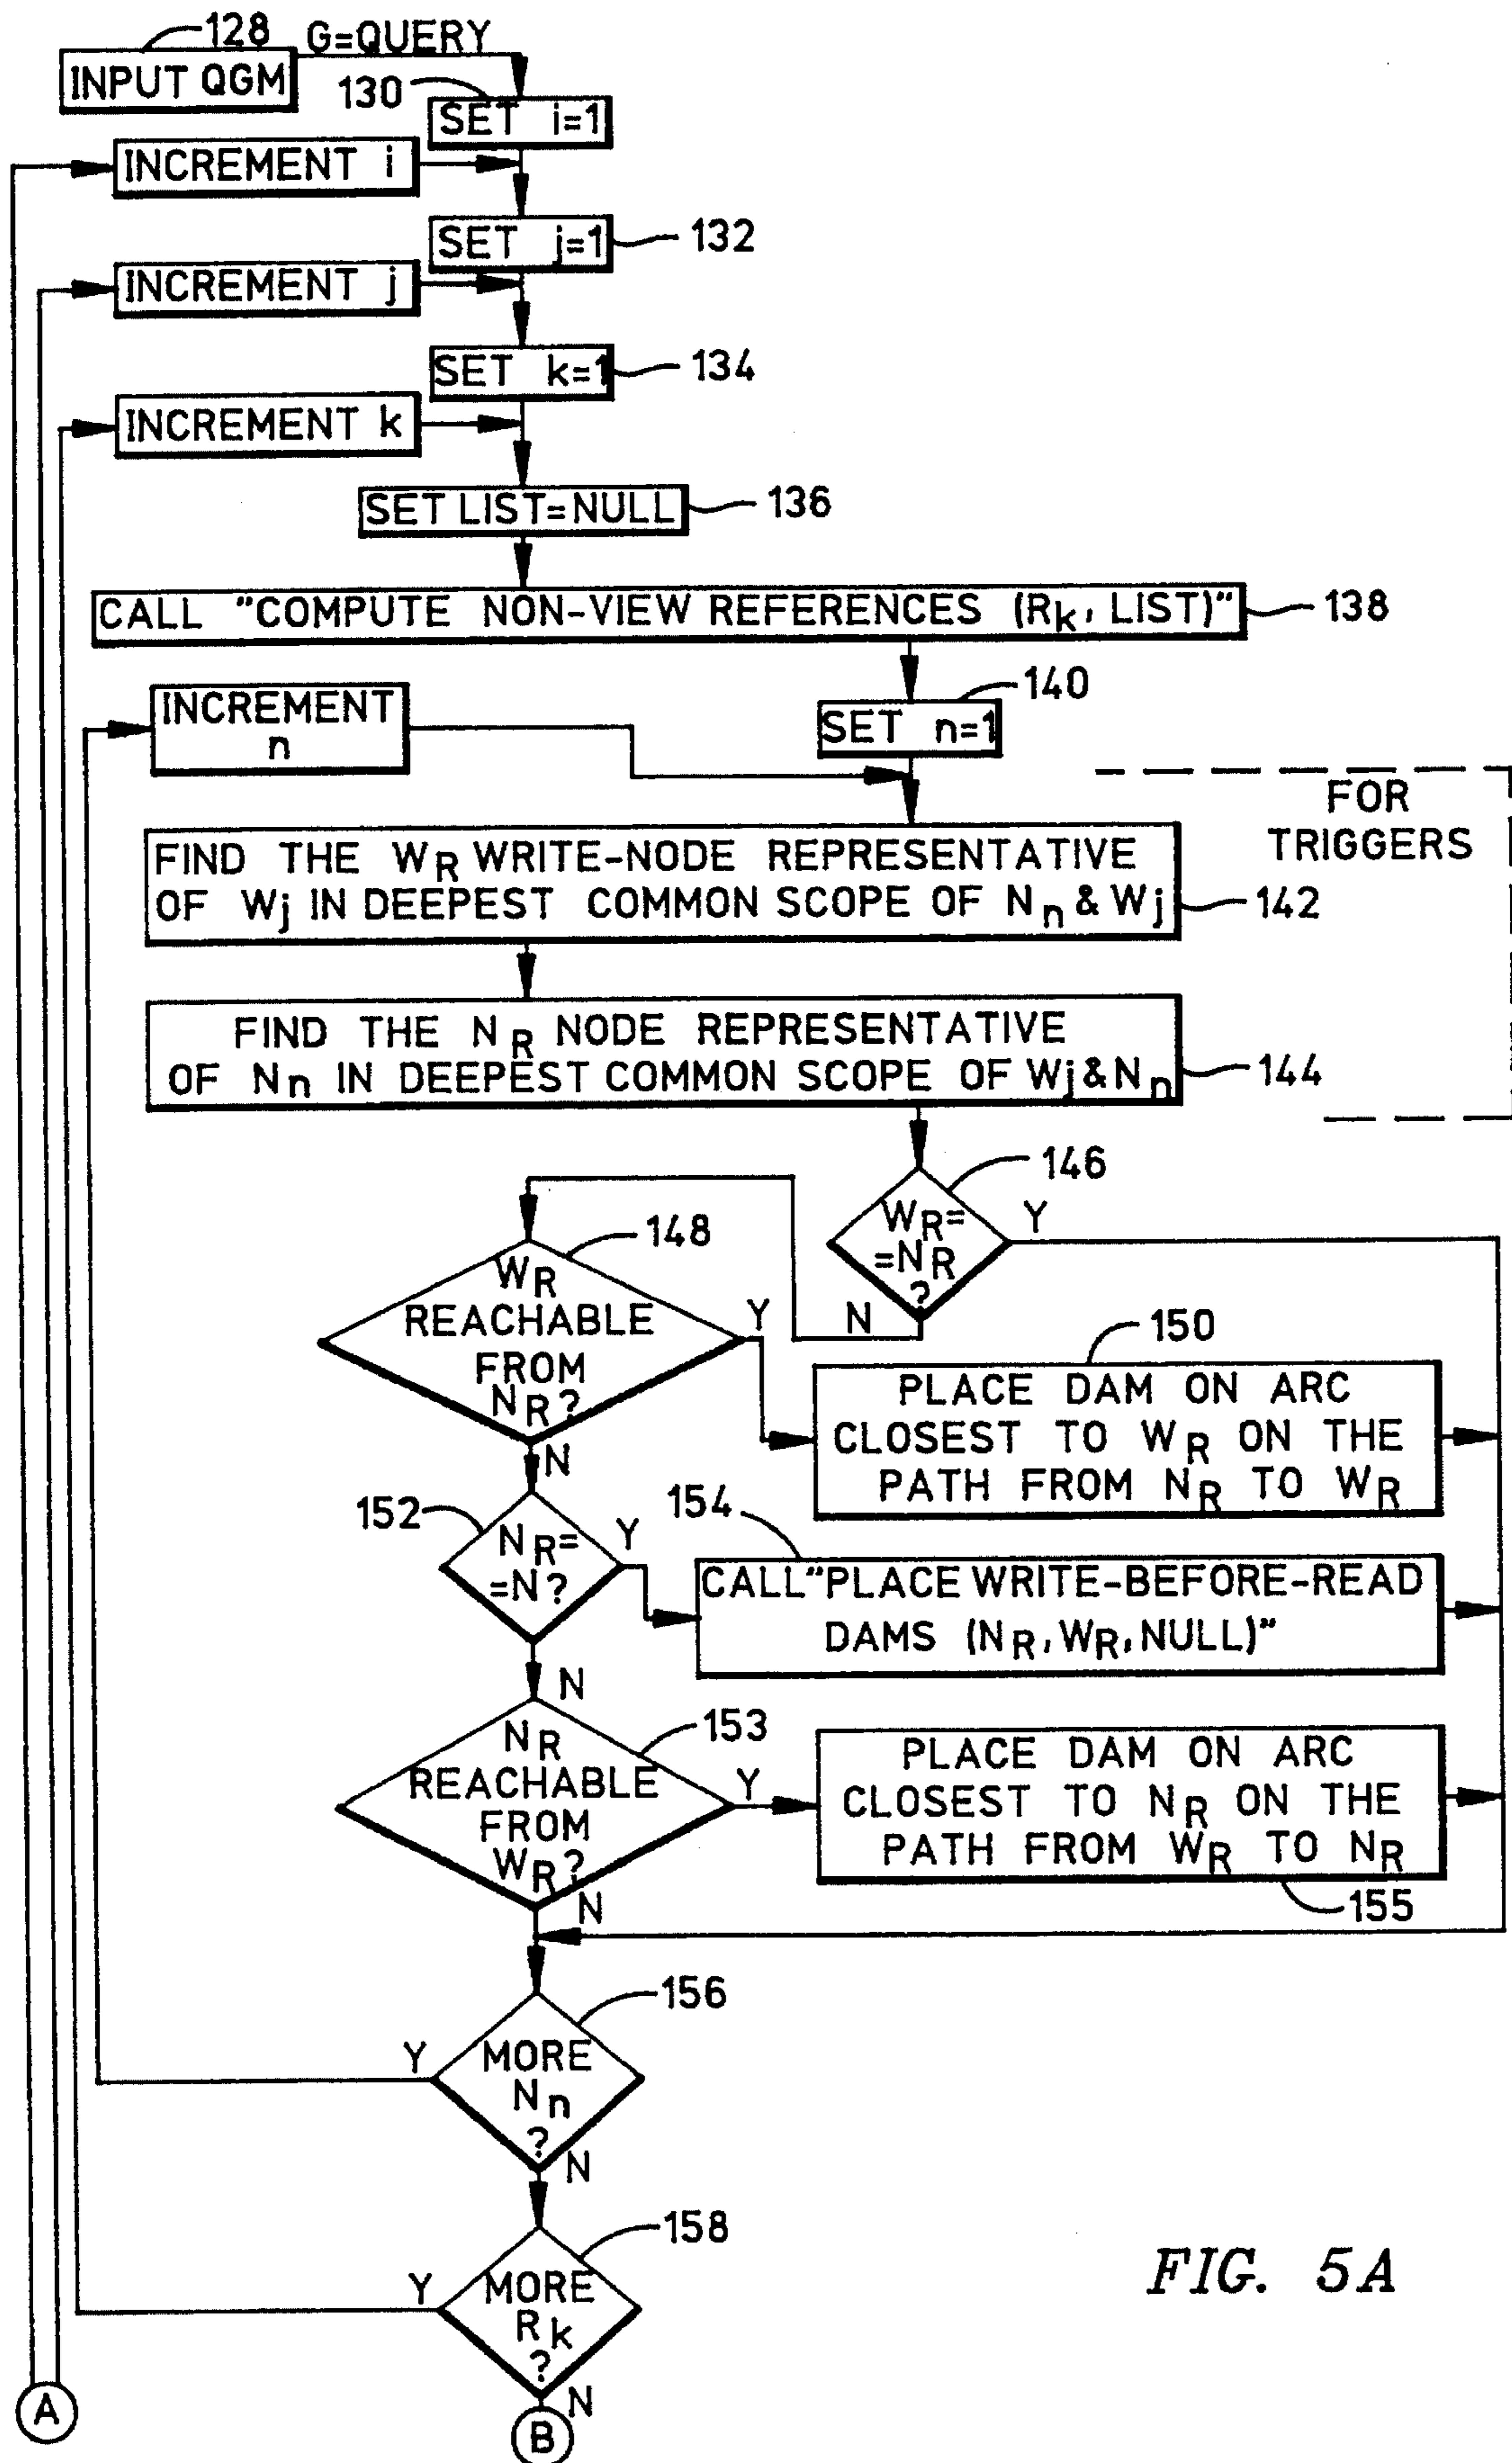 128
G=QUERY
INPUT QGM
130
SET i=1
INCREMENT i
SET j=1
132
INCREMENT j
SET k=1
134
INCREMENT k
SET LIST=NULL
136
CALL "COMPUTE NON-VIEW REFERENCES (Rk, LIST)"
138
140
INCREMENT
n
SET n=1
FOR
TRIGGERS
FIND THE WR WRITE-NODE REPRESENTATIVE
OF Wj IN DEEPEST COMMON SCOPE OF Nn & Wj
142
FIND THE NR NODE REPRESENTATIVE
OF Nn IN DEEPEST COMMON SCOPE OF Wj & Nn
144
146
WR=
=NR
?
Y
N
148
WR
REACHABLE
FROM
NR?
Y
N
150
PLACE DAM ON ARC
CLOSEST TO WR ON THE
PATH FROM NR TO WR
152
NR=
=N?
Y
N
154
CALL "PLACE WRITE-BEFORE-READ
DAMS (NR, WR, NULL)"
153
NR
REACHABLE
FROM
WR?
Y
N
PLACE DAM ON ARC
CLOSEST TO NR ON THE
PATH FROM WR TO NR
155
156
MORE
Nn
?
Y
N
158
MORE
Rk
?
Y
N
A
B
FIG. 5A